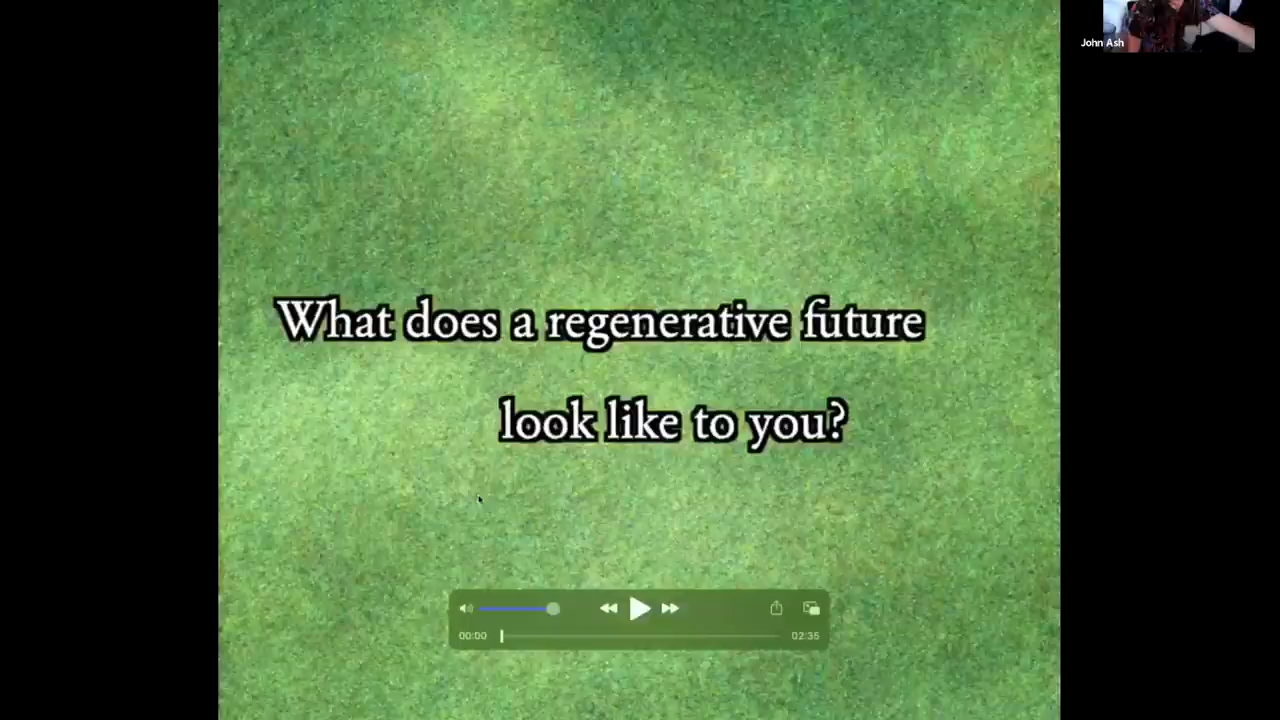 John Ash
What does a regenerative future
look like to you?
00:00
02:35